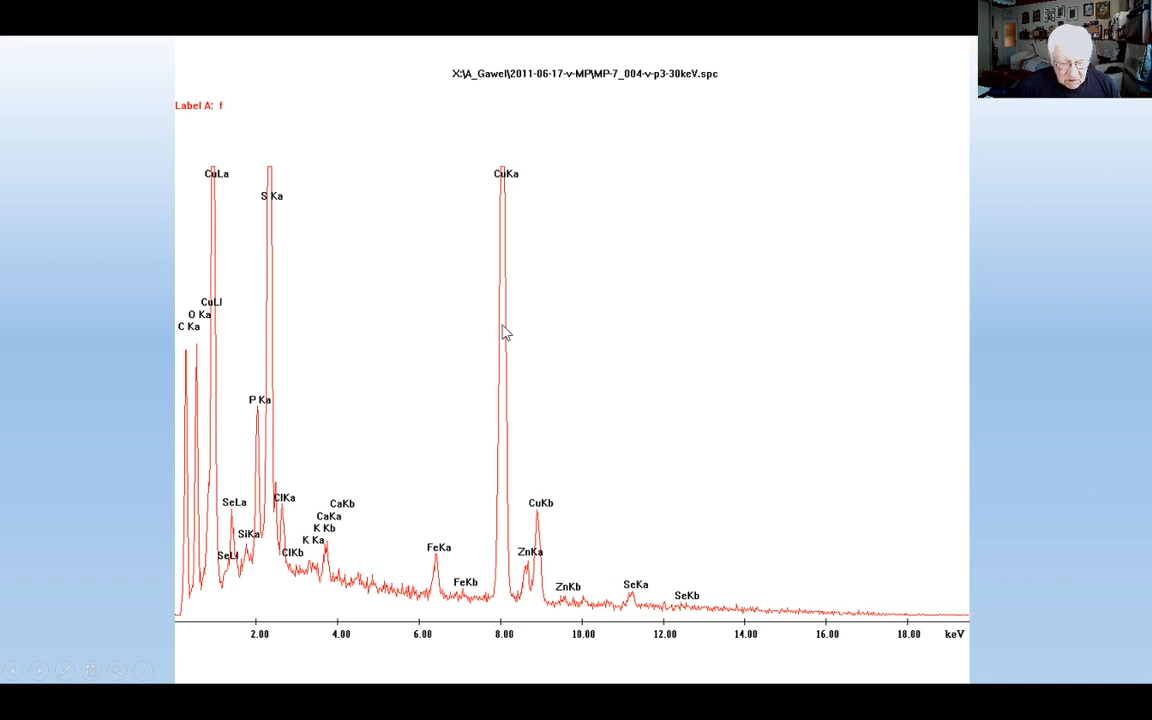 X:\A_Gawel\2011-06-17-v-MP\MP-7_004-v-p3-30keV.spc
Label A: f
CuLa
CuKa
S Ka
CuLl
O Ka
C Ka
P Ka
SeLa
ClKa
CaKb
CaKa
K Kb
SiKa
K Ka
SeLl
ClKb
FeKa
FeKb
CuKb
ZnKa
ZnKb
SeKa
SeKb
2.00 4.00 6.00 8.00 10.00 12.00 14.00 16.00 18.00 keV